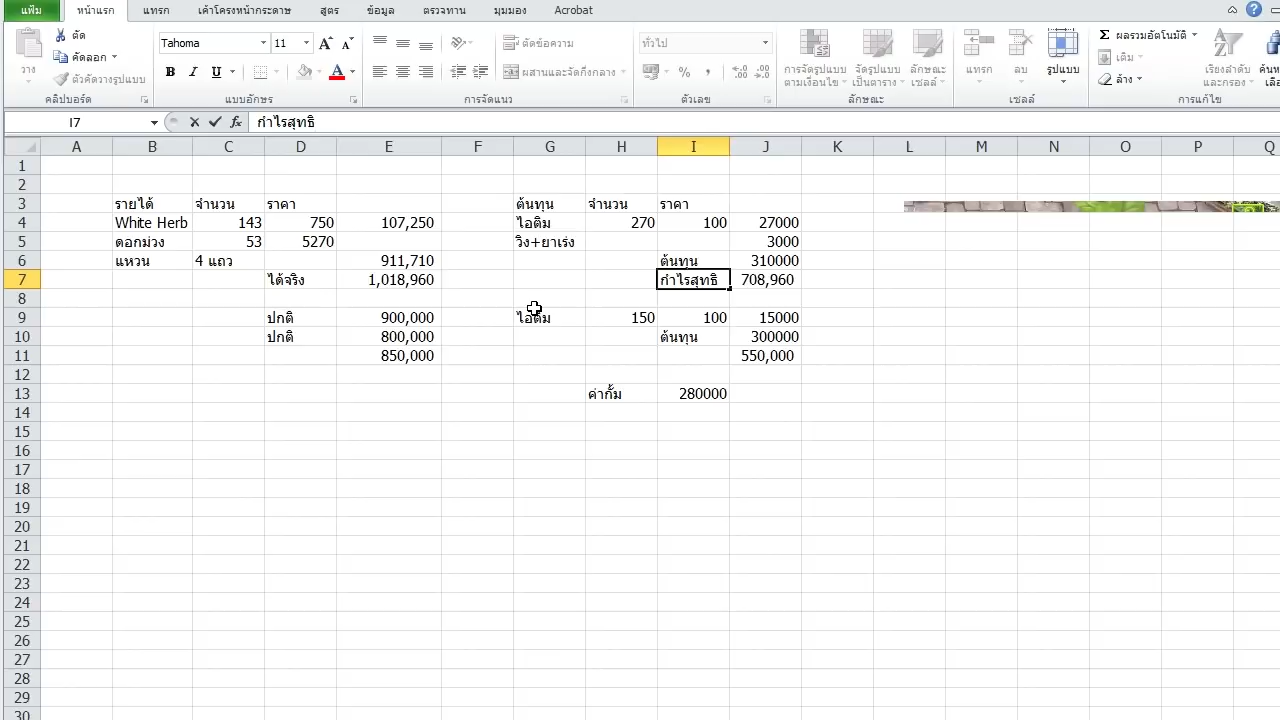 แฟ้ม หน้าแรก แทรก เค้าโครงหน้ากระดาษ สูตร ข้อมูล ตรวจทาน มุมมอง Acrobat
วาง ตัด คัดลอก ตัวคัดวางรูปแบบ คลิปบอร์ด
Tahoma 11 B I U แบบอักษร
ตัดข้อความ ผสานและจัดกึ่งกลาง การจัดแนว
ทั่วไป % ตัวเลข
การจัดรูปแบบตามเงื่อนไข จัดรูปแบบเป็นตาราง ลักษณะเซลล์ ลักษณะ
แทรก ลบ รูปแบบ เซลล์
Σ ผลรวมอัตโนมัติ เติม ล้าง เรียงลำดับและกรอง การแก้ไข
I7 fx กำไรสุทธิ
A B C D E F G H I J K L M N O P Q
1
2
3 รายได้ จำนวน ราคา ต้นทุน จำนวน ราคา
4 White Herb 143 750 107,250 ไอติม 270 100 27000
5 ดอกม่วง 53 5270 วิง+ยาเร่ง 3000
6 แหวน 4 แถว 911,710 ต้นทุน 310000
7 ได้จริง 1,018,960 กำไรสุทธิ 708,960
8
9 ปกติ 900,000 ไอติม 150 100 15000
10 ปกติ 800,000 ต้นทุน 300000
11 850,000 550,000
12
13 ค่ากั้ม 280000
14
15
16
17
18
19
20
21
22
23
24
25
26
27
28
29
30